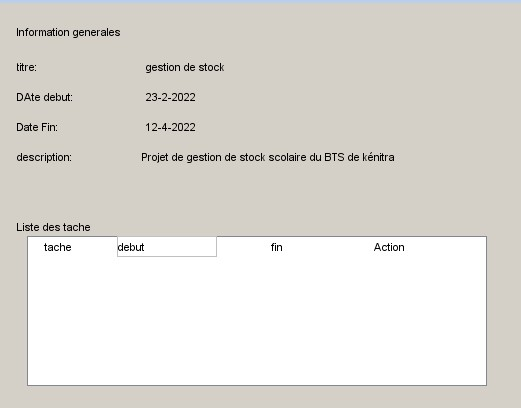 Information generales
titre: gestion de stock
DAte debut: 23-2-2022
Date Fin: 12-4-2022
description: Projet de gestion de stock scolaire du BTS de kénitra
Liste des tache
tache debut fin Action